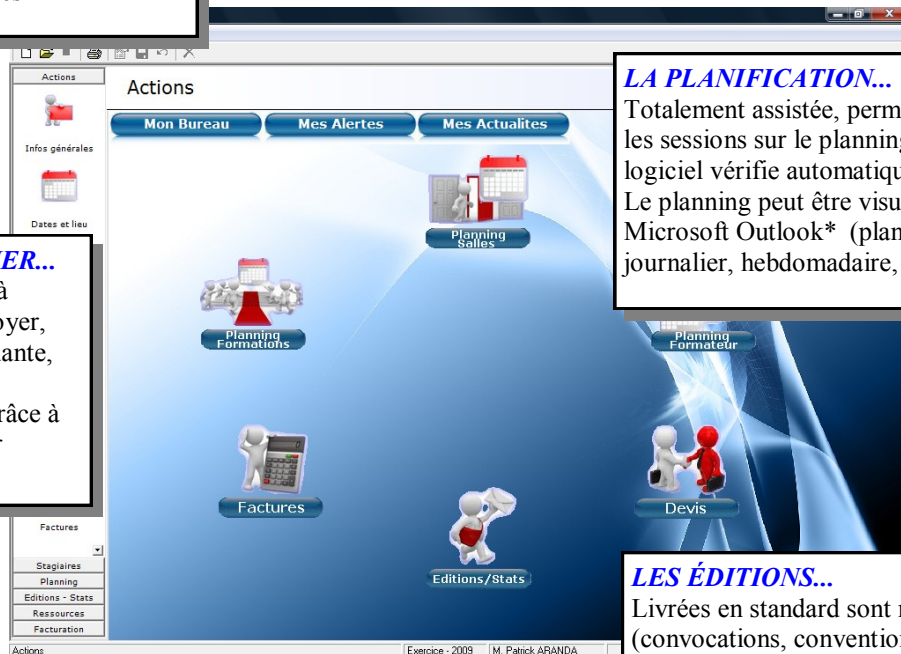 Actions
Actions
Mon Bureau
Mes Alertes
Mes Actualites
Infos générales
Dates et lieu
Planning
Salles
Planning
Formations
Planning
Formateur
Factures
Devis
Editions/Stats
Factures
Stagiaires
Planning
Editions - Stats
Ressources
Facturation
Actions
Exercice - 2009
M. Patrick ARANDA
LA PLANIFICATION...
Totalement assistée, perm
les sessions sur le planning
logiciel vérifie automatiqu
Le planning peut être visu
Microsoft Outlook* (plan
journalier, hebdomadaire,
ER...
à
oyer,
ante,
râce à
LES ÉDITIONS...
Livrées en standard sont
(convocations, convention